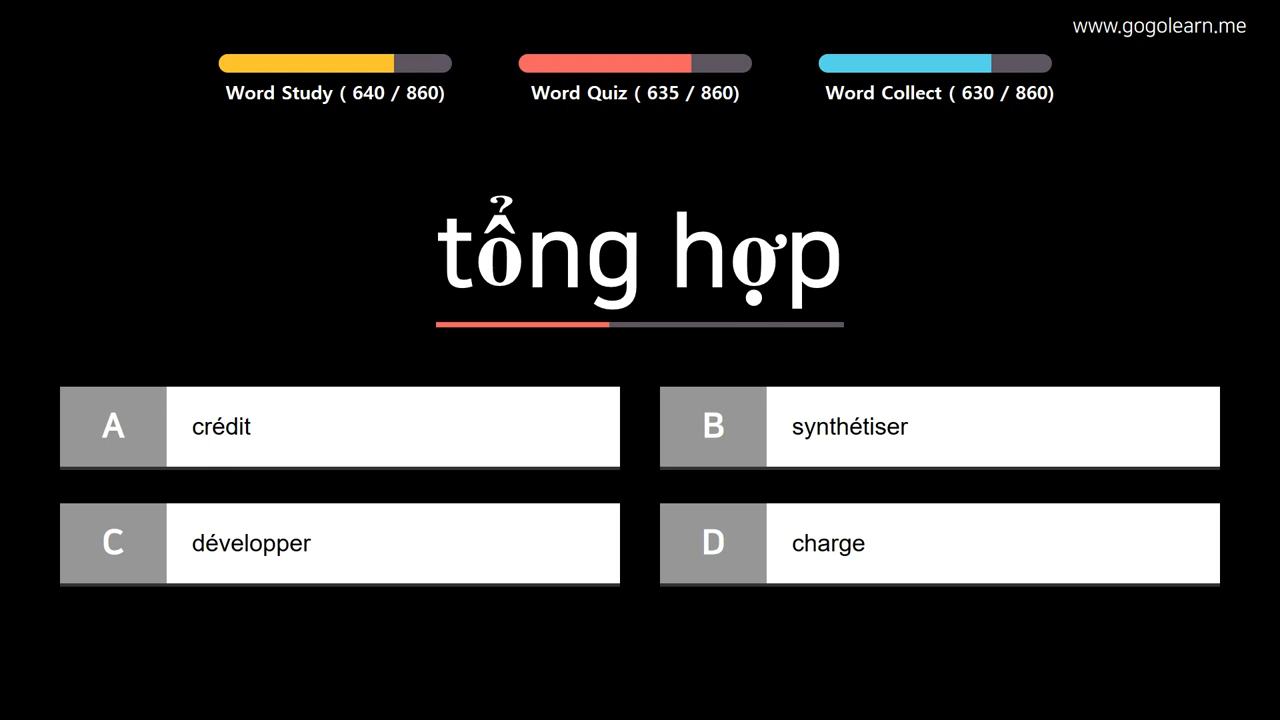 www.gogolearn.me
Word Study ( 640 / 860)
Word Quiz ( 635 / 860)
Word Collect ( 630 / 860)
tổng hợp
A crédit
B synthétiser
C développer
D charge